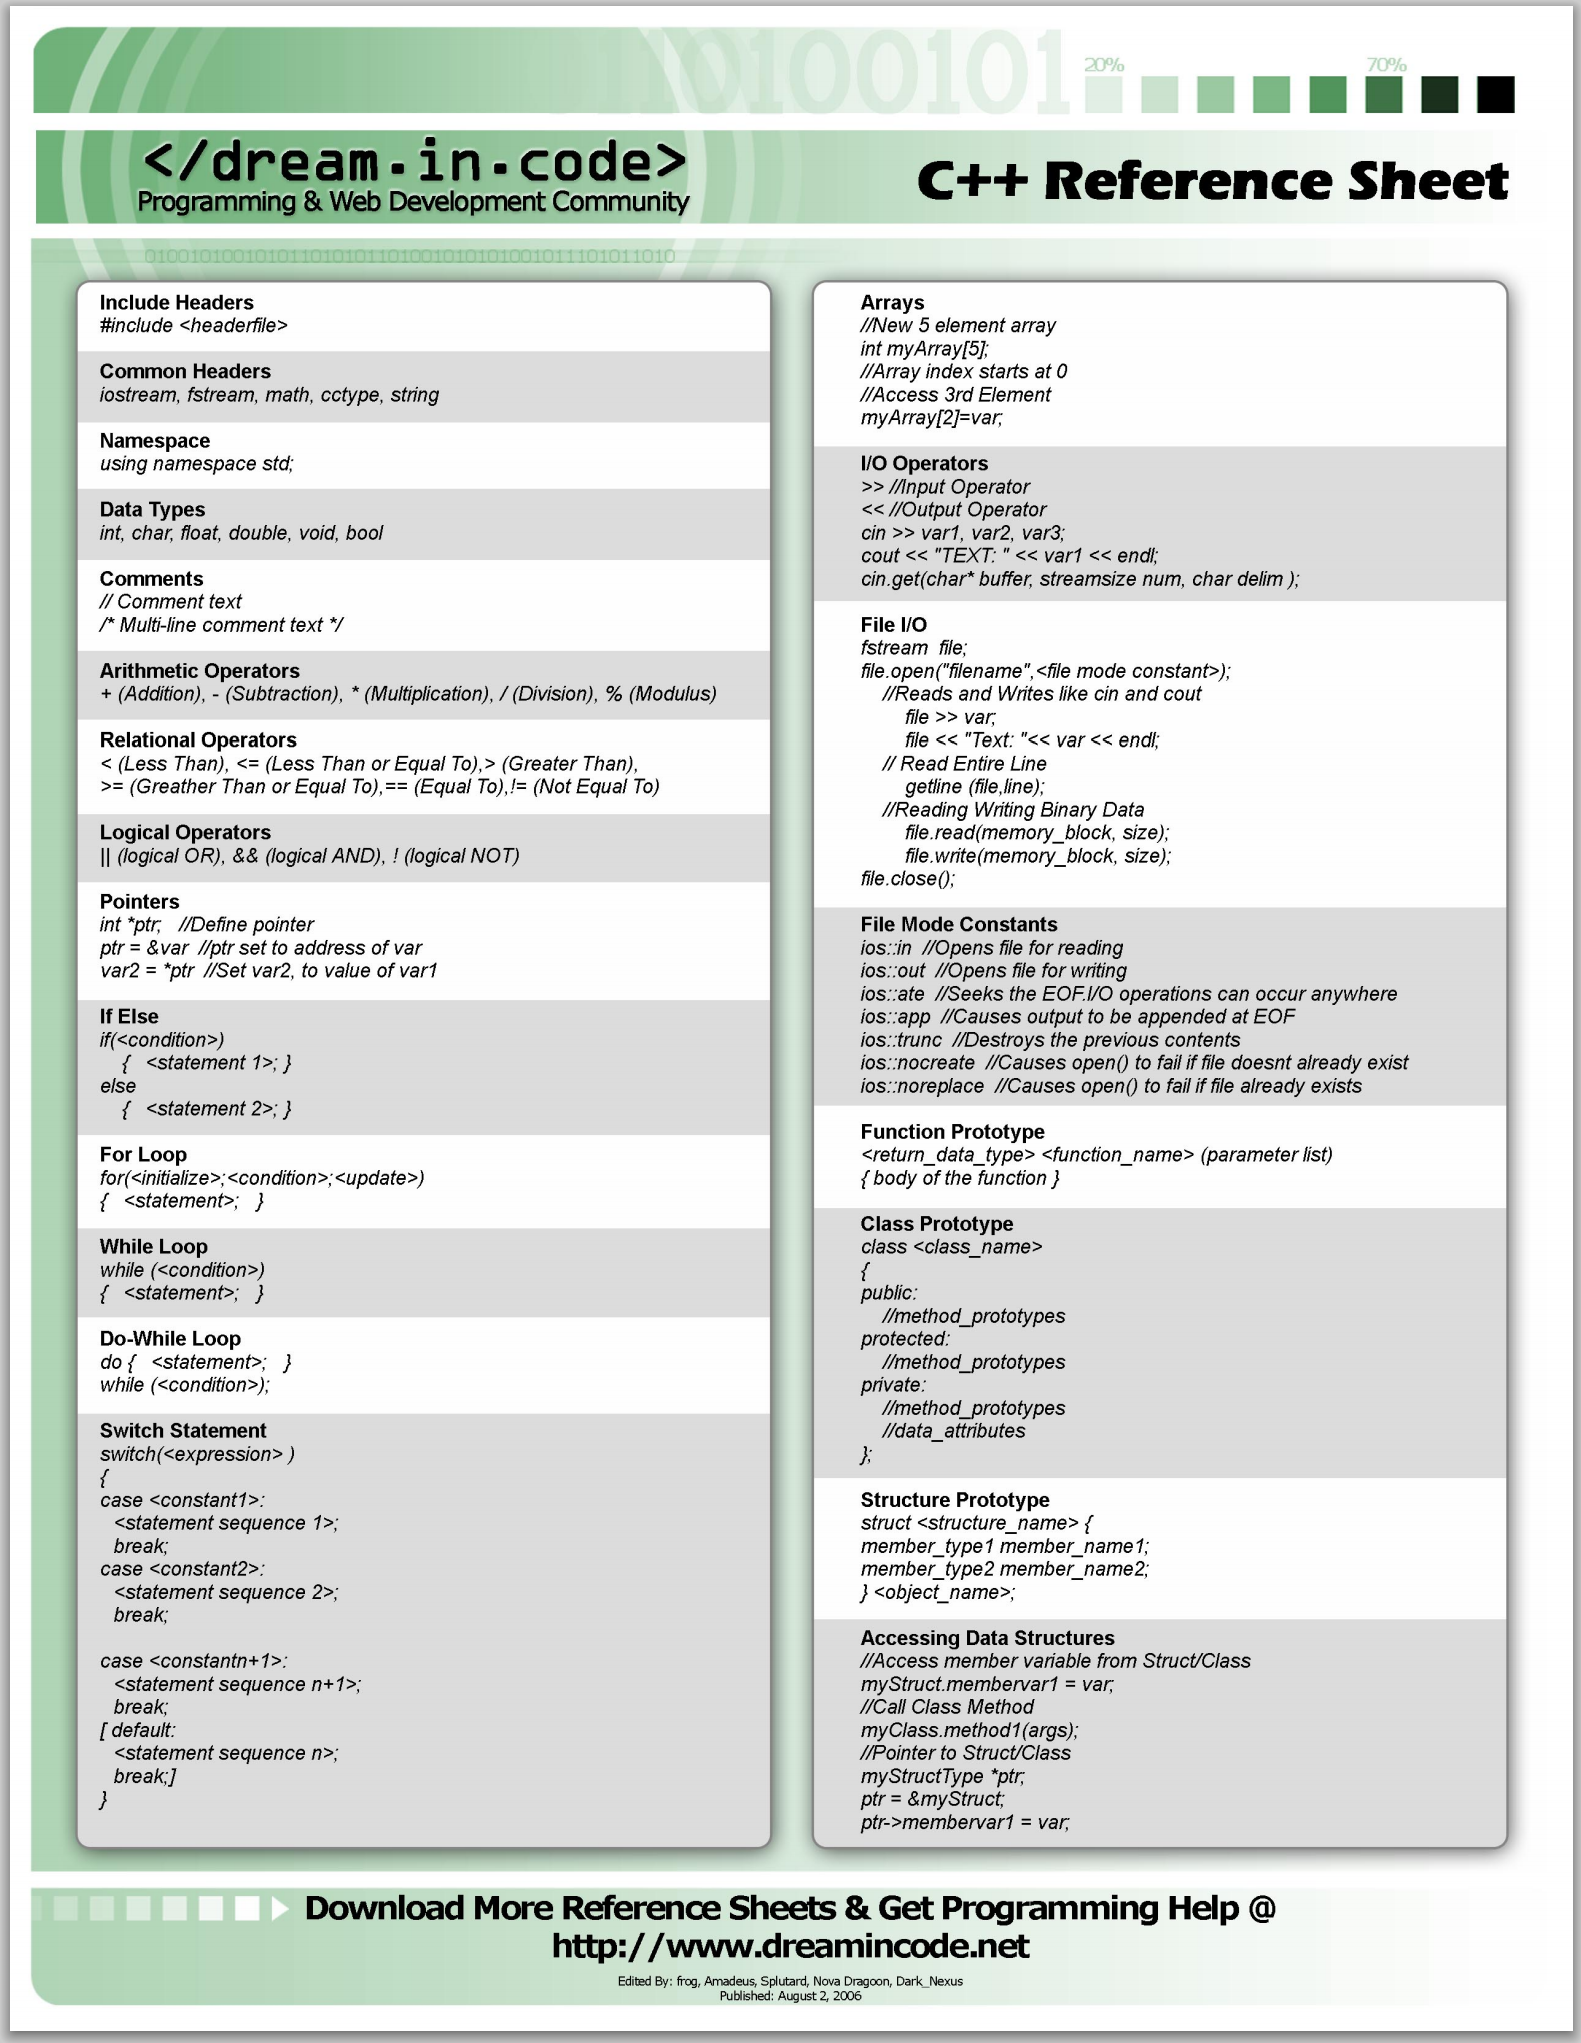 10100101
20%
70%
</dream.in.code>
Programming & Web Development Community
C++ Reference Sheet
Include Headers
#include <headerfile>
Common Headers
iostream, fstream, math, cctype, string
Namespace
using namespace std;
Data Types
int, char, float, double, void, bool
Comments
// Comment text
/* Multi-line comment text */
Arithmetic Operators
+ (Addition), - (Subtraction), * (Multiplication), / (Division), % (Modulus)
Relational Operators
< (Less Than), <= (Less Than or Equal To),> (Greater Than),
>= (Greather Than or Equal To),== (Equal To),!= (Not Equal To)
Logical Operators
|| (logical OR), && (logical AND), ! (logical NOT)
Pointers
int *ptr; //Define pointer
ptr = &var //ptr set to address of var
var2 = *ptr //Set var2, to value of var1
If Else
if(<condition>)
{ <statement 1>; }
else
{ <statement 2>; }
For Loop
for(<initialize>;<condition>;<update>)
{ <statement>; }
While Loop
while (<condition>)
{ <statement>; }
Do-While Loop
do { <statement>; }
while (<condition>);
Switch Statement
switch(<expression> )
{
case <constant1>:
<statement sequence 1>;
break;
case <constant2>:
<statement sequence 2>;
break;
case <constantn+1>:
<statement sequence n+1>;
break;
[ default:
<statement sequence n>;
break;]
}
Arrays
//New 5 element array
int myArray[5];
//Array index starts at 0
//Access 3rd Element
myArray[2]=var;
I/O Operators
>> //Input Operator
<< //Output Operator
cin >> var1, var2, var3;
cout << "TEXT: " << var1 << endl;
cin.get(char* buffer, streamsize num, char delim );
File I/O
fstream file;
file.open("filename",<file mode constant>);
//Reads and Writes like cin and cout
file >> var;
file << "Text: "<< var << endl;
// Read Entire Line
getline (file,line);
//Reading Writing Binary Data
file.read(memory_block, size);
file.write(memory_block, size);
file.close();
File Mode Constants
ios::in //Opens file for reading
ios::out //Opens file for writing
ios::ate //Seeks the EOF.I/O operations can occur anywhere
ios::app //Causes output to be appended at EOF
ios::trunc //Destroys the previous contents
ios::nocreate //Causes open() to fail if file doesnt already exist
ios::noreplace //Causes open() to fail if file already exists
Function Prototype
<return_data_type> <function_name> (parameter list)
{ body of the function }
Class Prototype
class <class_name>
{
public:
//method_prototypes
protected:
//method_prototypes
private:
//method_prototypes
//data_attributes
};
Structure Prototype
struct <structure_name> {
member_type1 member_name1;
member_type2 member_name2;
} <object_name>;
Accessing Data Structures
//Access member variable from Struct/Class
myStruct.membervar1 = var;
//Call Class Method
myClass.method1(args);
//Pointer to Struct/Class
myStructType *ptr;
ptr = &myStruct;
ptr->membervar1 = var;
Download More Reference Sheets & Get Programming Help @
http://www.dreamincode.net
Edited By: frog, Amadeus, Splutard, Nova Dragoon, Dark_Nexus
Published: August 2, 2006